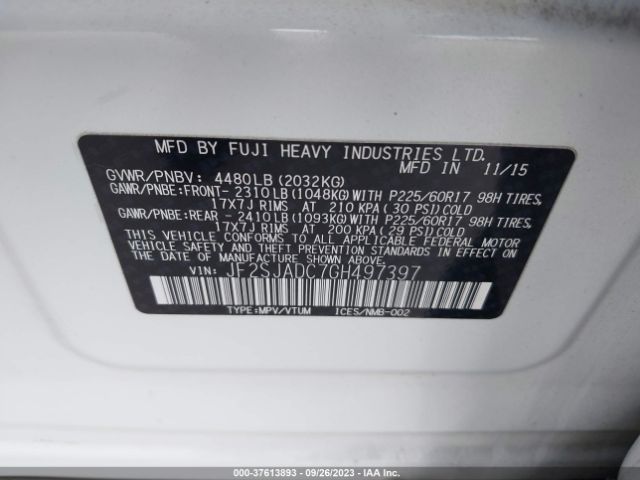 MFD BY FUJI HEAVY INDUSTRIES LTD.
MFD IN 11/15
GVWR/PNBV: 4480LB(2032KG)
GAWR/PNBE:FRONT- 2310LB(1048KG)WITH P225/60R17 98H TIRES,
17X7J RIMS AT 210 KPA(30 PSI)COLD
GAWR/PNBE:REAR -2410LB(1093KG)WITH P225/60R17 98H TIRES,
17X7J RIMS AT 200 KPA(29 PSI)COLD
THIS VEHICLE CONFORMS TO ALL APPLICABLE FEDERAL MOTOR
VEHICLE SAFETY AND THEFT PREVENTION STANDARDS IN EFFECT ON
THE DATE OF MANUFACTURE SHOWN ABOVE.
VIN: JF2SJADC7GH497397
TYPE:MPV/VTUM ICES/NMB-002
000-37613893 - 09/26/2023 - IAAI.COM